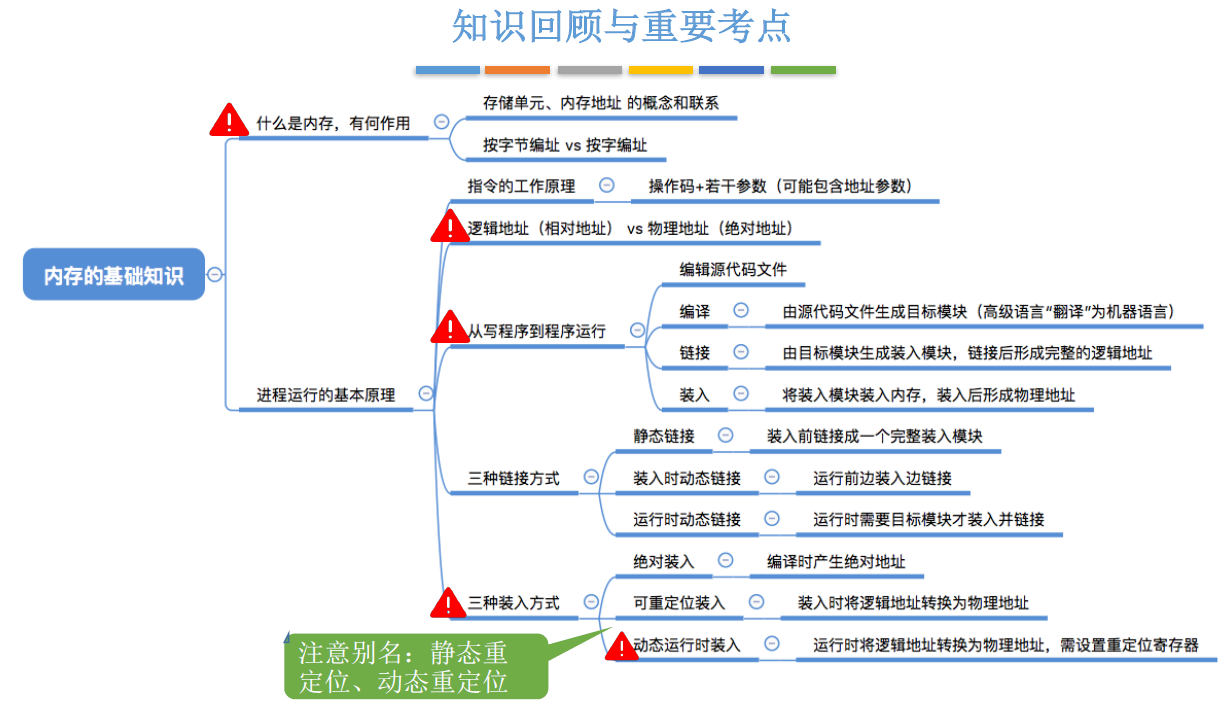 知识回顾与重要考点
存储单元、内存地址 的概念和联系
什么是内存，有何作用
按字节编址 vs 按字编址
指令的工作原理
操作码+若干参数（可能包含地址参数）
逻辑地址（相对地址） vs 物理地址（绝对地址）
编辑源代码文件
内存的基础知识
编译
由源代码文件生成目标模块（高级语言“翻译”为机器语言）
从写程序到程序运行
链接
由目标模块生成装入模块，链接后形成完整的逻辑地址
进程运行的基本原理
装入
将装入模块装入内存，装入后形成物理地址
静态链接
装入前链接成一个完整装入模块
三种链接方式
装入时动态链接
运行前边装入边链接
运行时动态链接
运行时需要目标模块才装入并链接
绝对装入
编译时产生绝对地址
三种装入方式
可重定位装入
装入时将逻辑地址转换为物理地址
动态运行时装入
运行时将逻辑地址转换为物理地址，需设置重定位寄存器
注意别名：静态重
定位、动态重定位